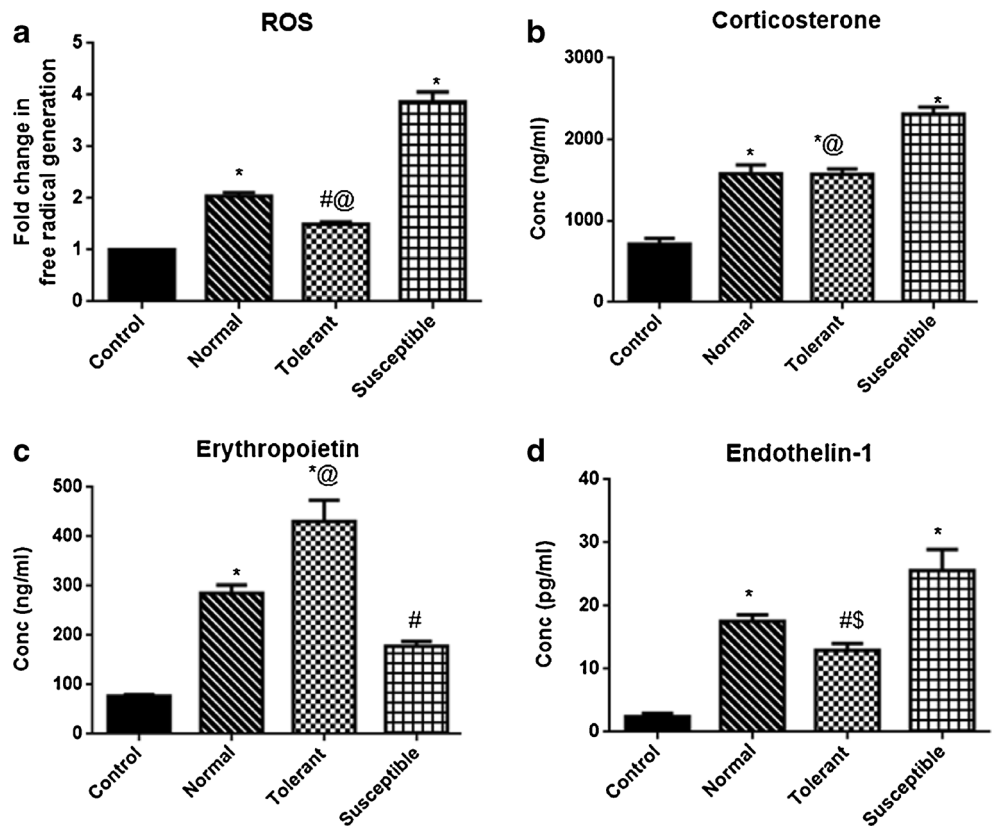 a
ROS
Fold change in
free radical generation
5
4
3
2
1
0
*
*
#@
*
Control
Normal
Tolerant
Susceptible
b
Corticosterone
Conc (ng/ml)
3000
2000
1000
0
*
*@
*
Control
Normal
Tolerant
Susceptible
c
Erythropoietin
Conc (ng/ml)
500
400
300
200
100
0
*
*@
#
Control
Normal
Tolerant
Susceptible
d
Endothelin-1
Conc (pg/ml)
40
30
20
10
0
*
#$
*
Control
Normal
Tolerant
Susceptible